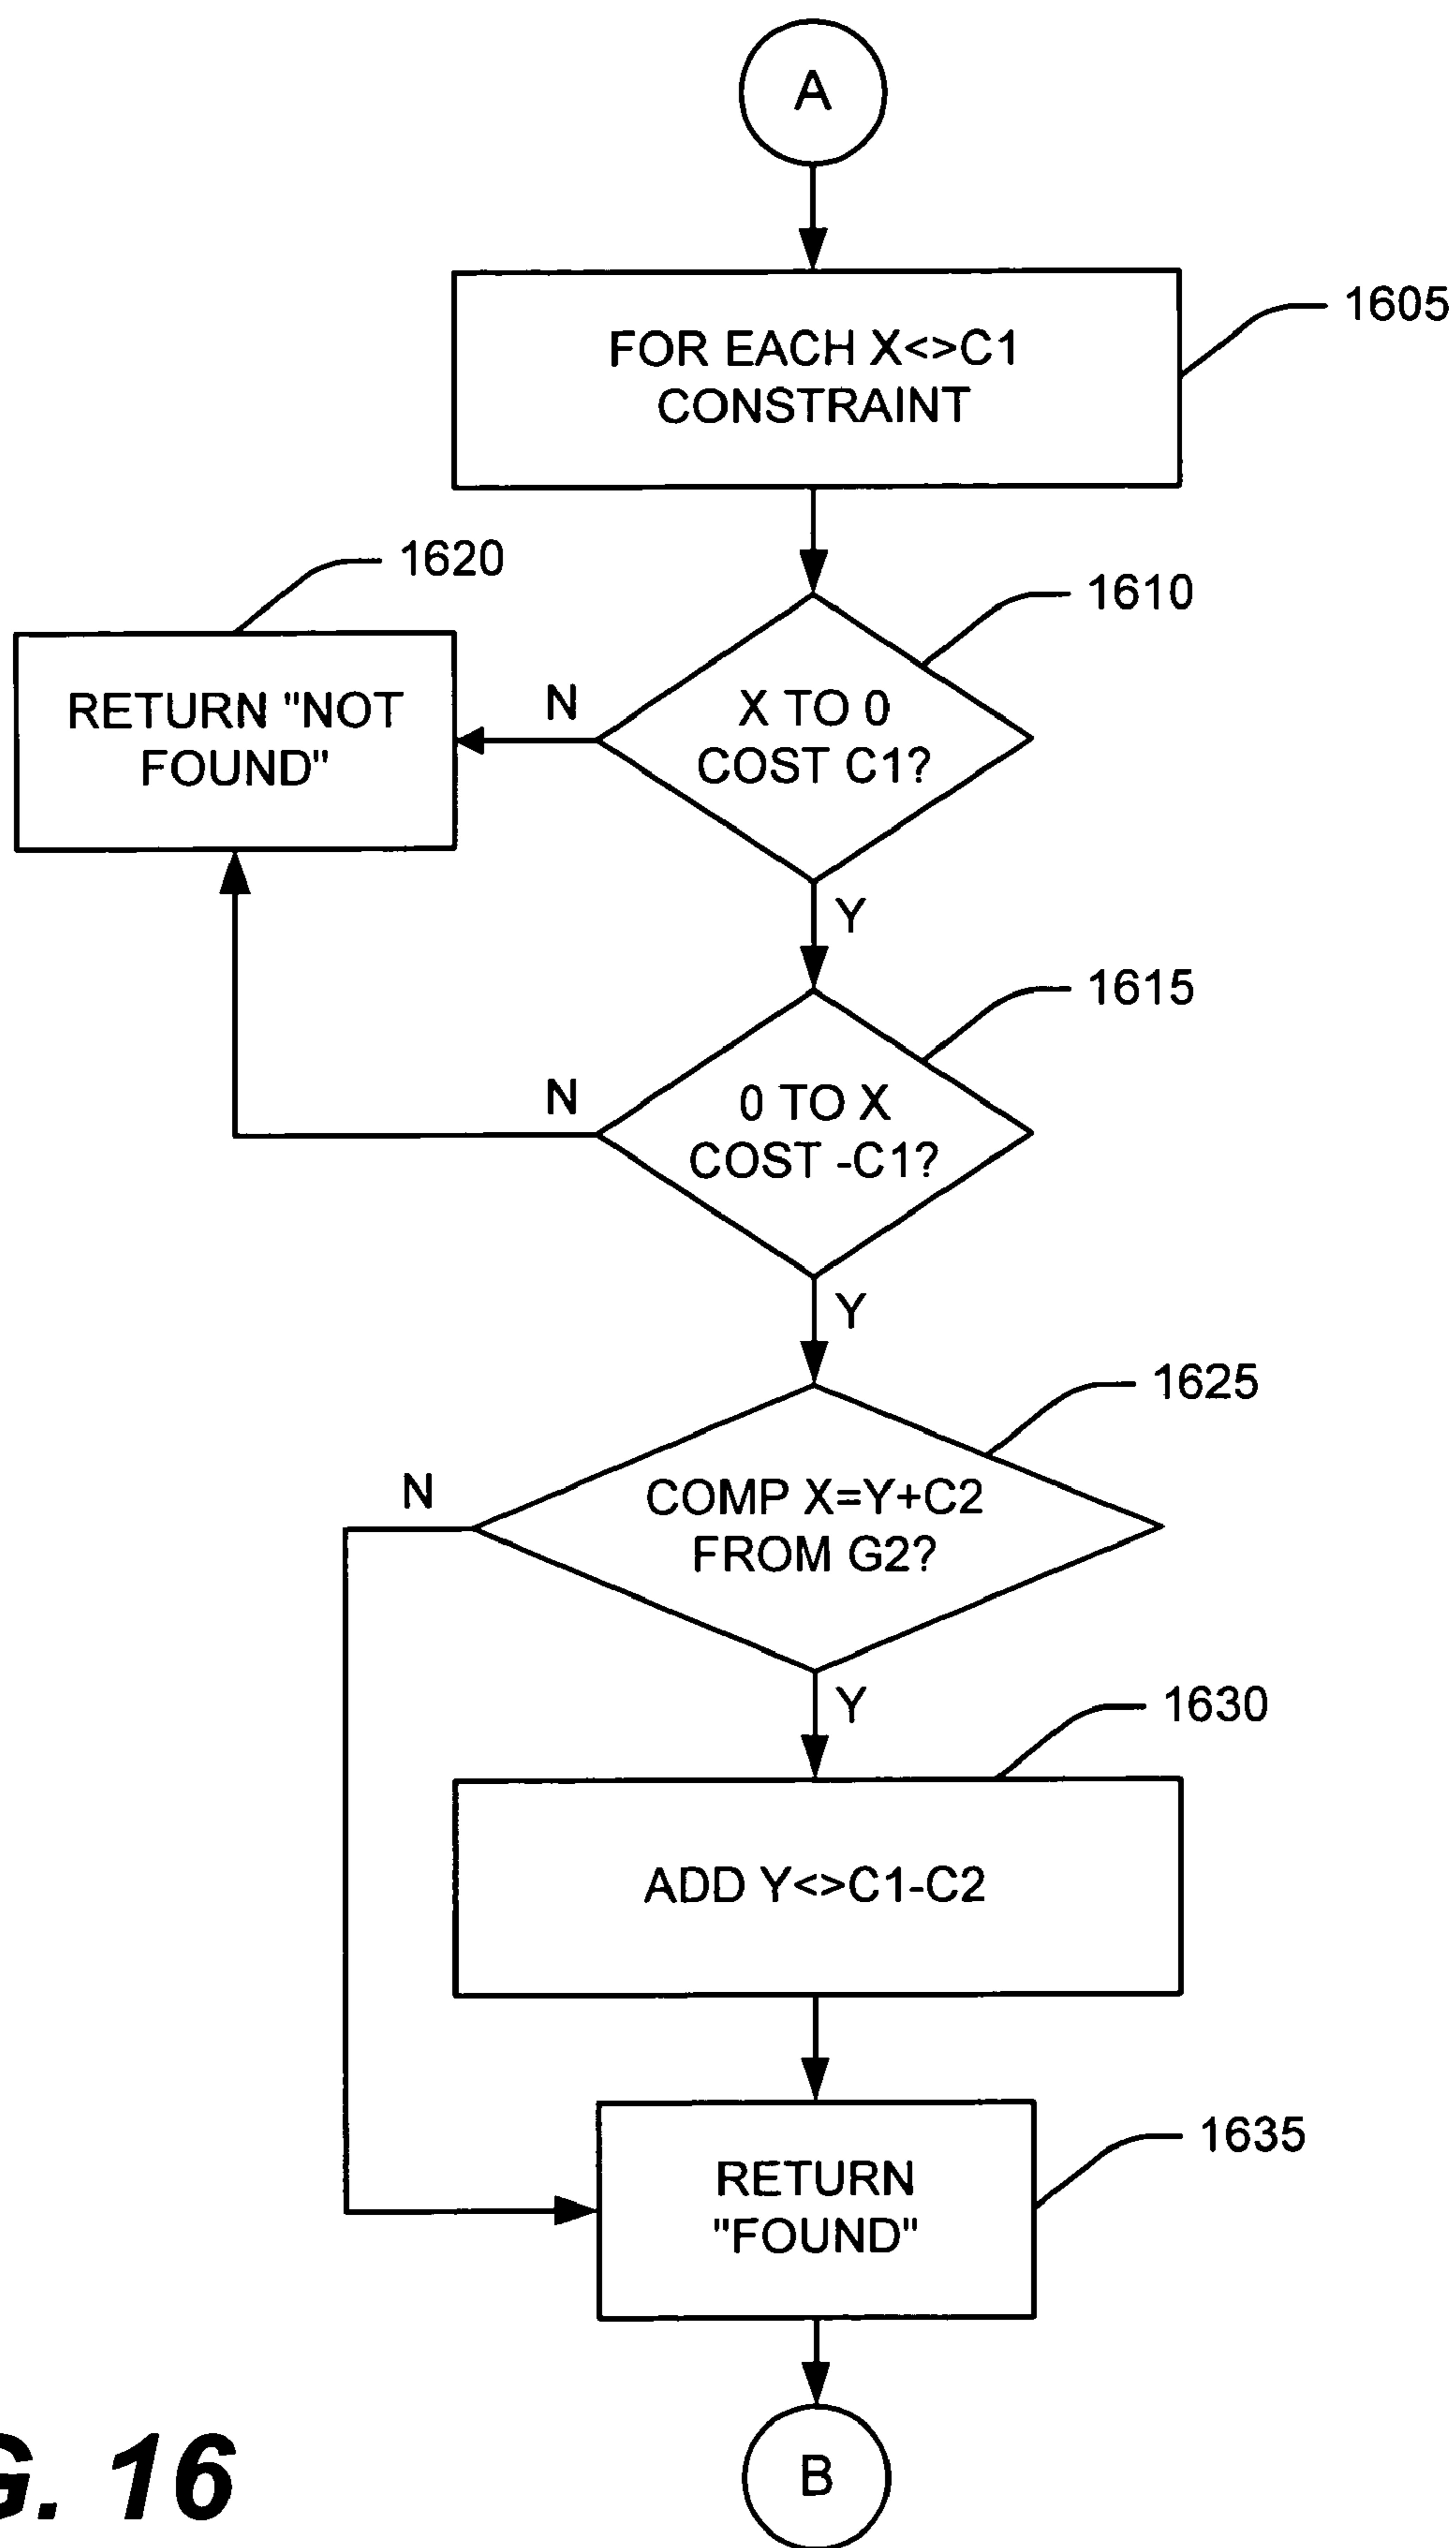 A
FOR EACH X<>C1
CONSTRAINT
1605
1620
1610
RETURN "NOT
FOUND"
N
X TO 0
COST C1?
Y
1615
N
0 TO X
COST -C1?
Y
1625
N
COMP X=Y+C2
FROM G2?
Y
1630
ADD Y<>C1-C2
1635
RETURN
"FOUND"
B
G. 16